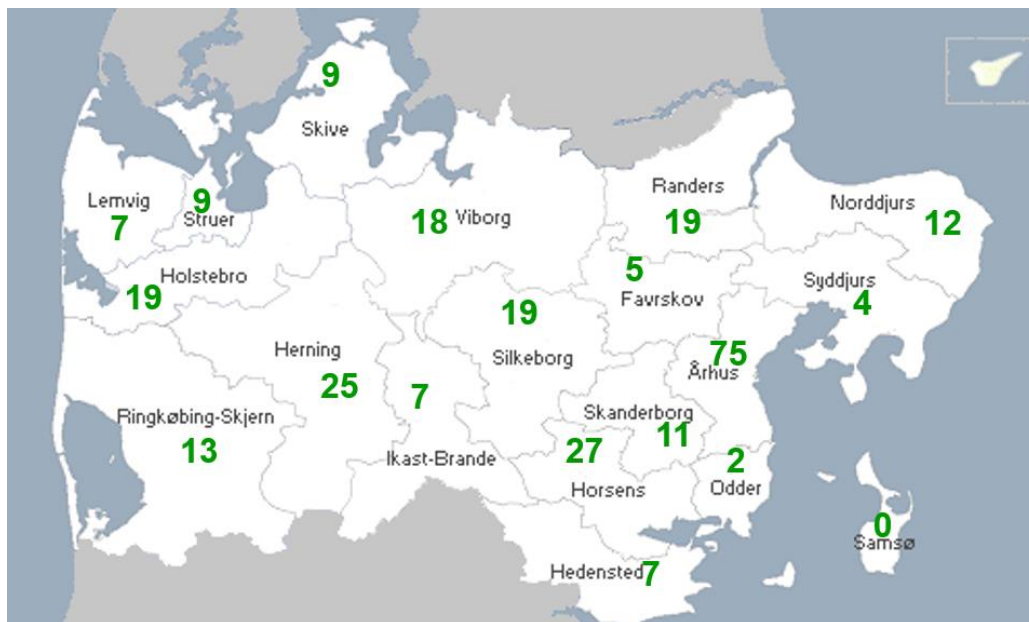 9
Skive
Randers
19
Lemvig
7
9
Struer
18 Viborg
Norddjurs
12
Holstebro
19
5
Favrskov
Syddjurs
4
19
Silkeborg
Herning
25
7
75
Århus
Ringkøbing-Skjern
13
Skanderborg
11
27
Horsens
Ikast-Brande
2
Odder
0
Samsø
Hedensted 7